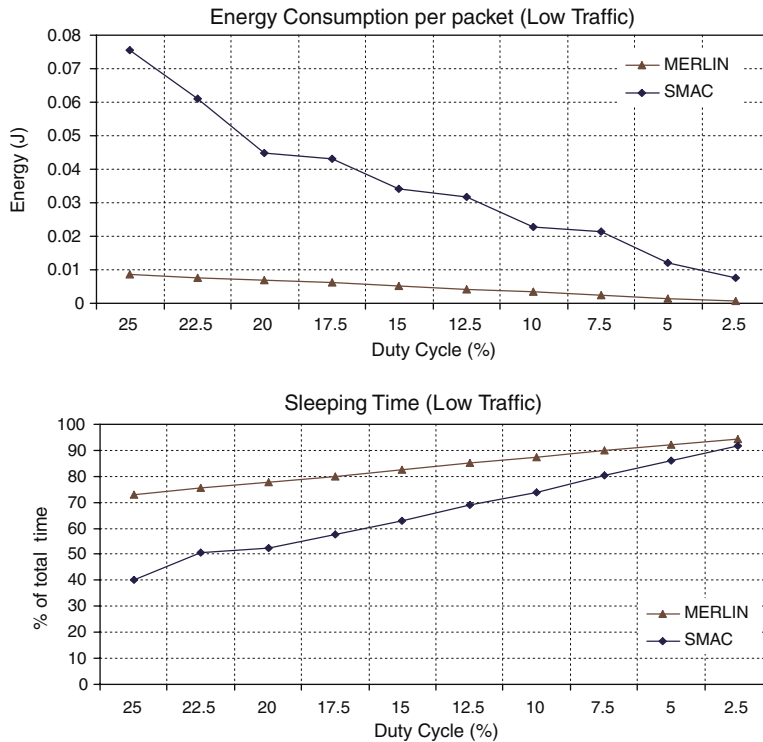 Energy Consumption per packet (Low Traffic)
0.08
0.07
0.06
0.05
0.04
0.03
0.02
0.01
0
Energy (J)
MERLIN
SMAC
25 22.5 20 17.5 15 12.5 10 7.5 5 2.5
Duty Cycle (%)
Sleeping Time (Low Traffic)
100
90
80
70
60
50
40
30
20
10
0
% of total time
MERLIN
SMAC
25 22.5 20 17.5 15 12.5 10 7.5 5 2.5
Duty Cycle (%)